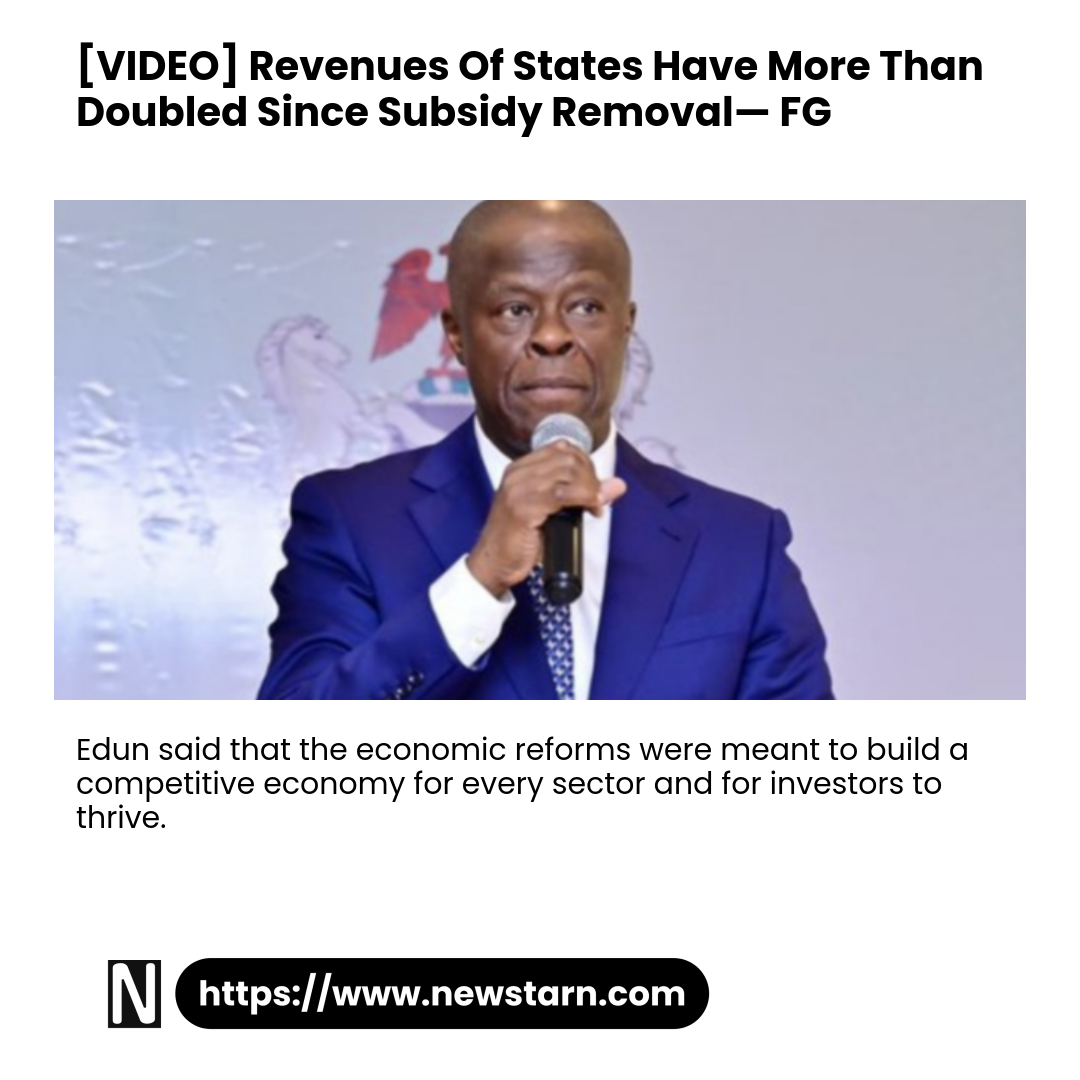 [VIDEO] Revenues Of States Have More Than
Doubled Since Subsidy Removal— FG
Edun said that the economic reforms were meant to build a
competitive economy for every sector and for investors to
thrive.
N https://www.newstarn.com